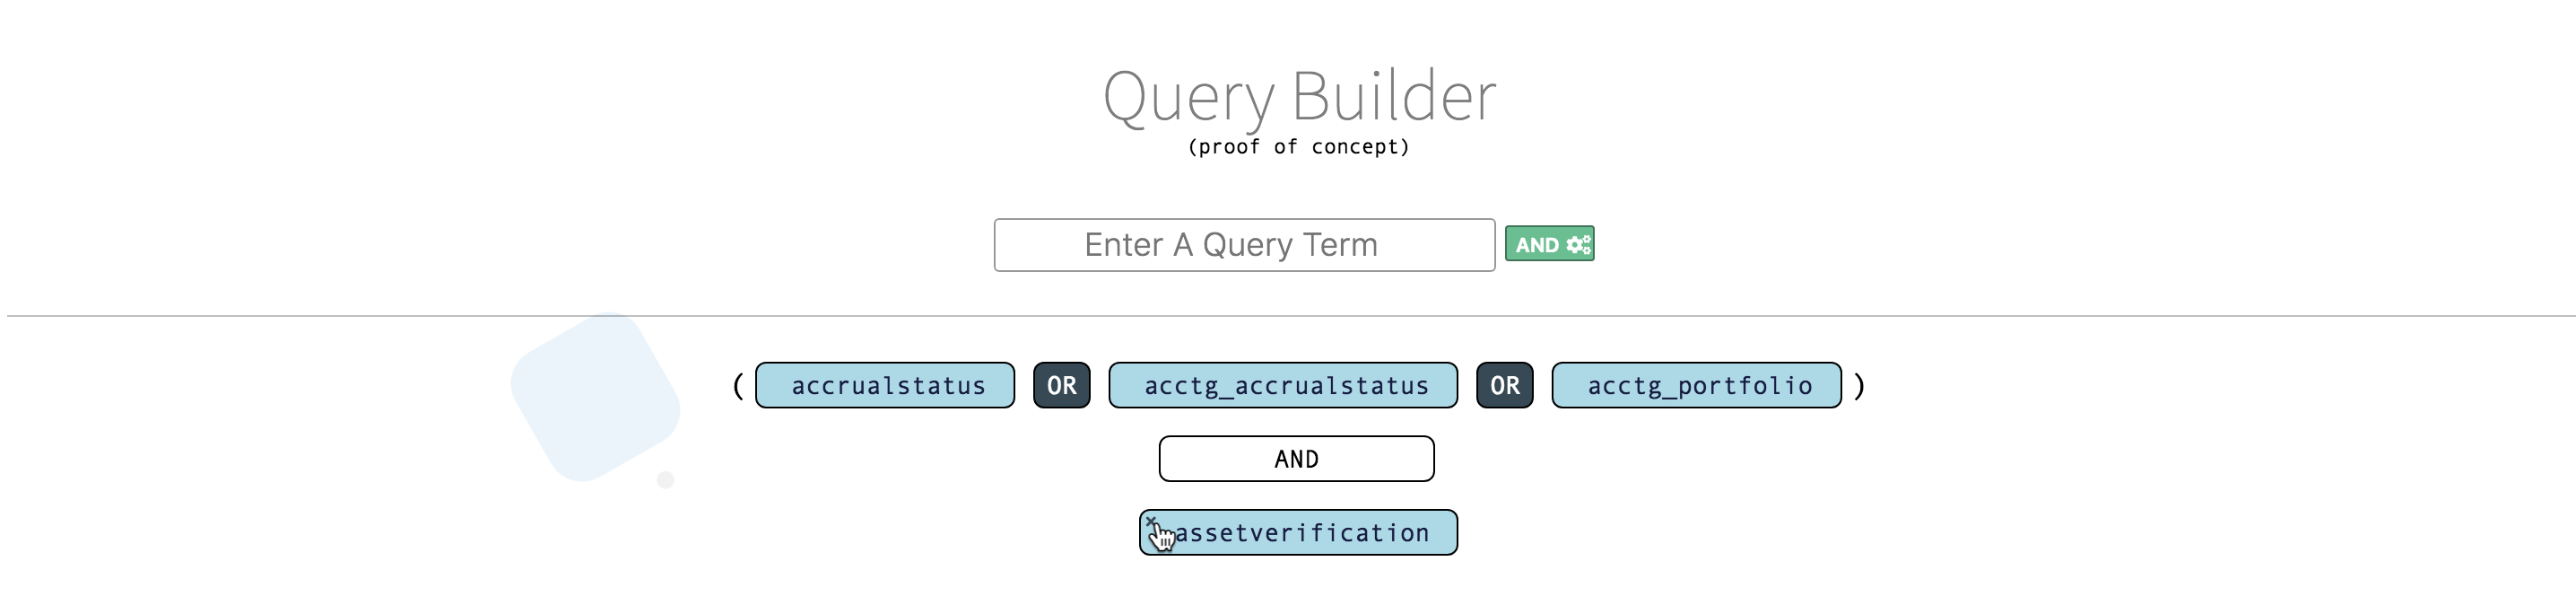 Query Builder
(proof of concept)
Enter A Query Term AND
( accrualstatus OR acctg_accrualstatus OR acctg_portfolio )
AND
× assetverification